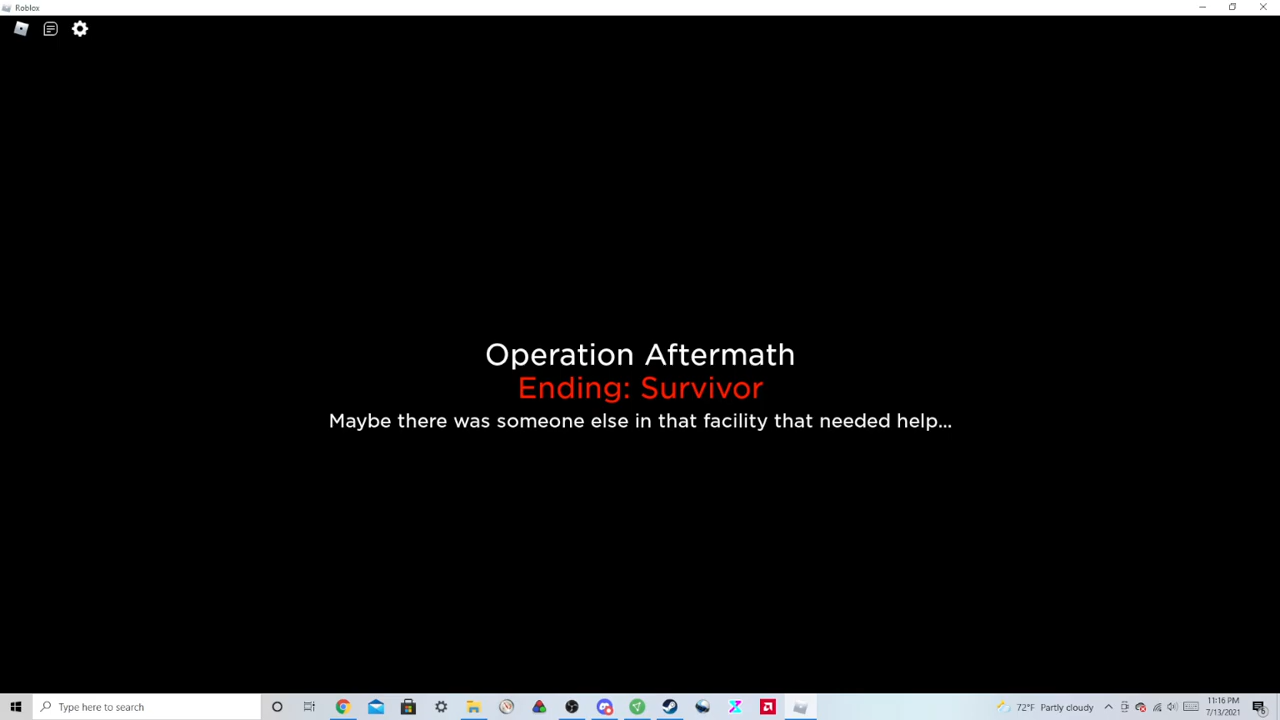 Roblox
Operation Aftermath
Ending: Survivor
Maybe there was someone else in that facility that needed help...
Type here to search
72°F Partly cloudy
11:16 PM
7/13/2021